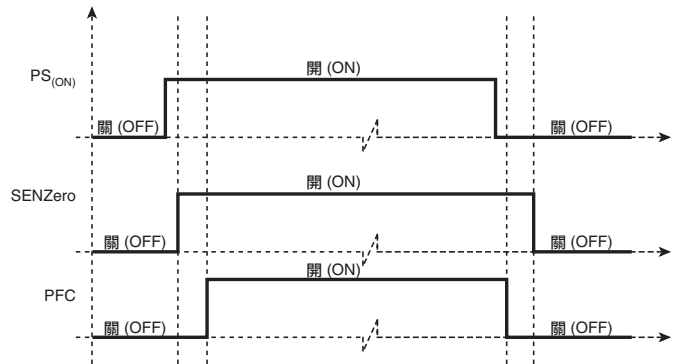 開 (ON)
PS(ON)
關 (OFF)
關 (OFF)
開 (ON)
SENZero
關 (OFF)
關 (OFF)
開 (ON)
PFC
關 (OFF)
關 (OFF)